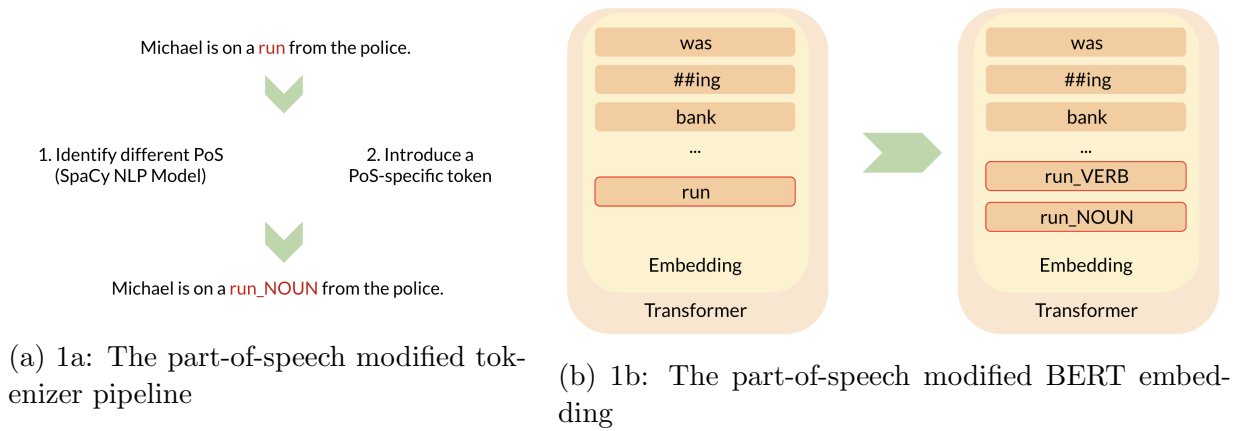 Michael is on a run from the police.
1. Identify different PoS
(SpaCy NLP Model)
2. Introduce a
PoS-specific token
Michael is on a run_NOUN from the police.
(a) 1a: The part-of-speech modified tok-
enizer pipeline
was
##ing
bank
...
run
Embedding
Transformer
was
##ing
bank
...
run_VERB
run_NOUN
Embedding
Transformer
(b) 1b: The part-of-speech modified BERT embed-
ding